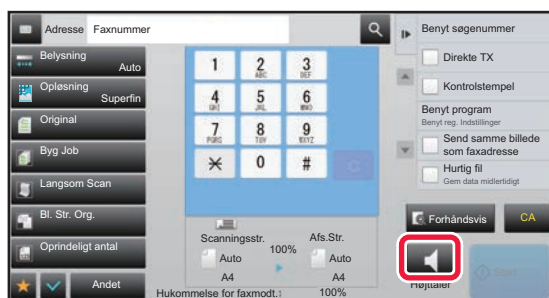 Adresse Faxnummer
Belysning
Auto
Opløsning
Superfin
Original
Byg Job
Langsom Scan
Bl. Str. Org.
Oprindeligt antal
Andet
1 2 3
ABC DEF
4 5 6
GHI JKL MNO
7 8 9
PQRS TUV WXYZ
0 #
C
Scanningsstr. 100% Afs.Str.
Auto Auto
A4 A4
Hukommelse for faxmodt.: 100%
Benyt søgenummer
Direkte TX
Kontrolstempel
Benyt program
Benyt reg. Indstillinger
Send samme billede
som faxadresse
Hurtig fil
Gem data midlertidigt
Forhåndsvis CA
Højttaler
Start